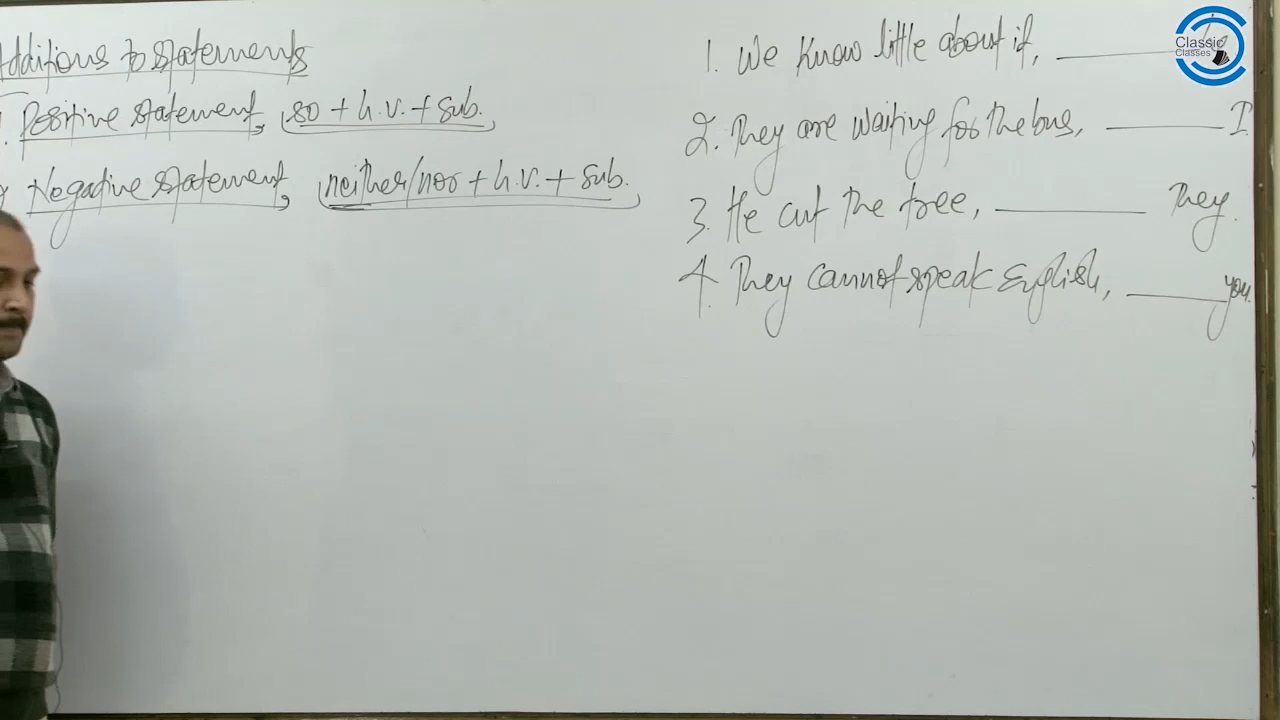 Additions to statements
1. Positive statement, so + h.v. + sub.
Negative statement, neither/nor + h.v. + sub.
1. We know little about it, ______
2. They are waiting for the bus, ______ I.
3. He cut the tree, ______ They.
4. They cannot speak English, ______ you.
Classic
Classes